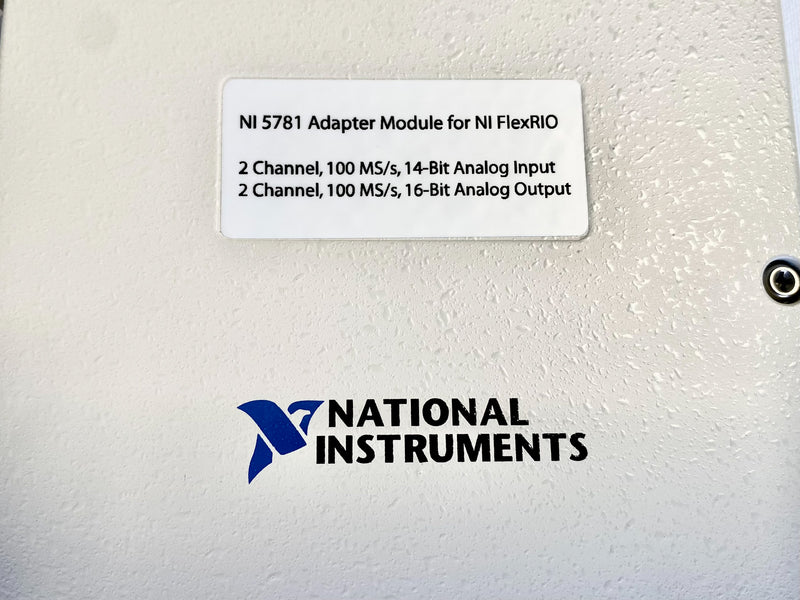 NI 5781 Adapter Module for NI FlexRIO
2 Channel, 100 MS/s, 14-Bit Analog Input
2 Channel, 100 MS/s, 16-Bit Analog Output
NATIONAL
INSTRUMENTS